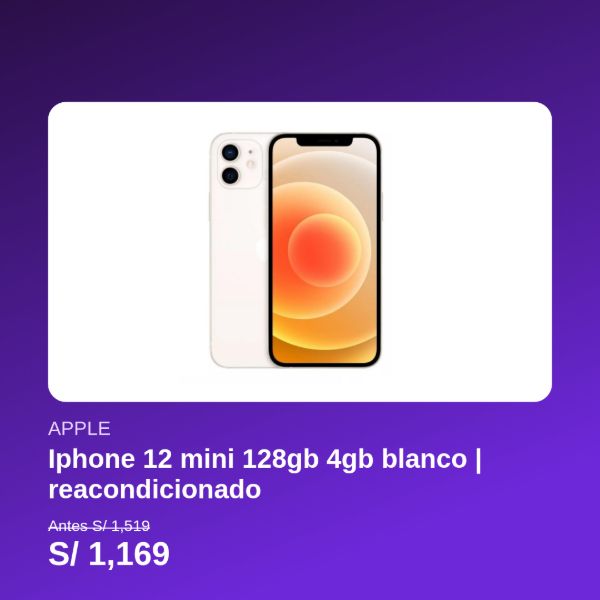 APPLE
Iphone 12 mini 128gb 4gb blanco |
reacondicionado
Antes S/ 1,519
S/ 1,169